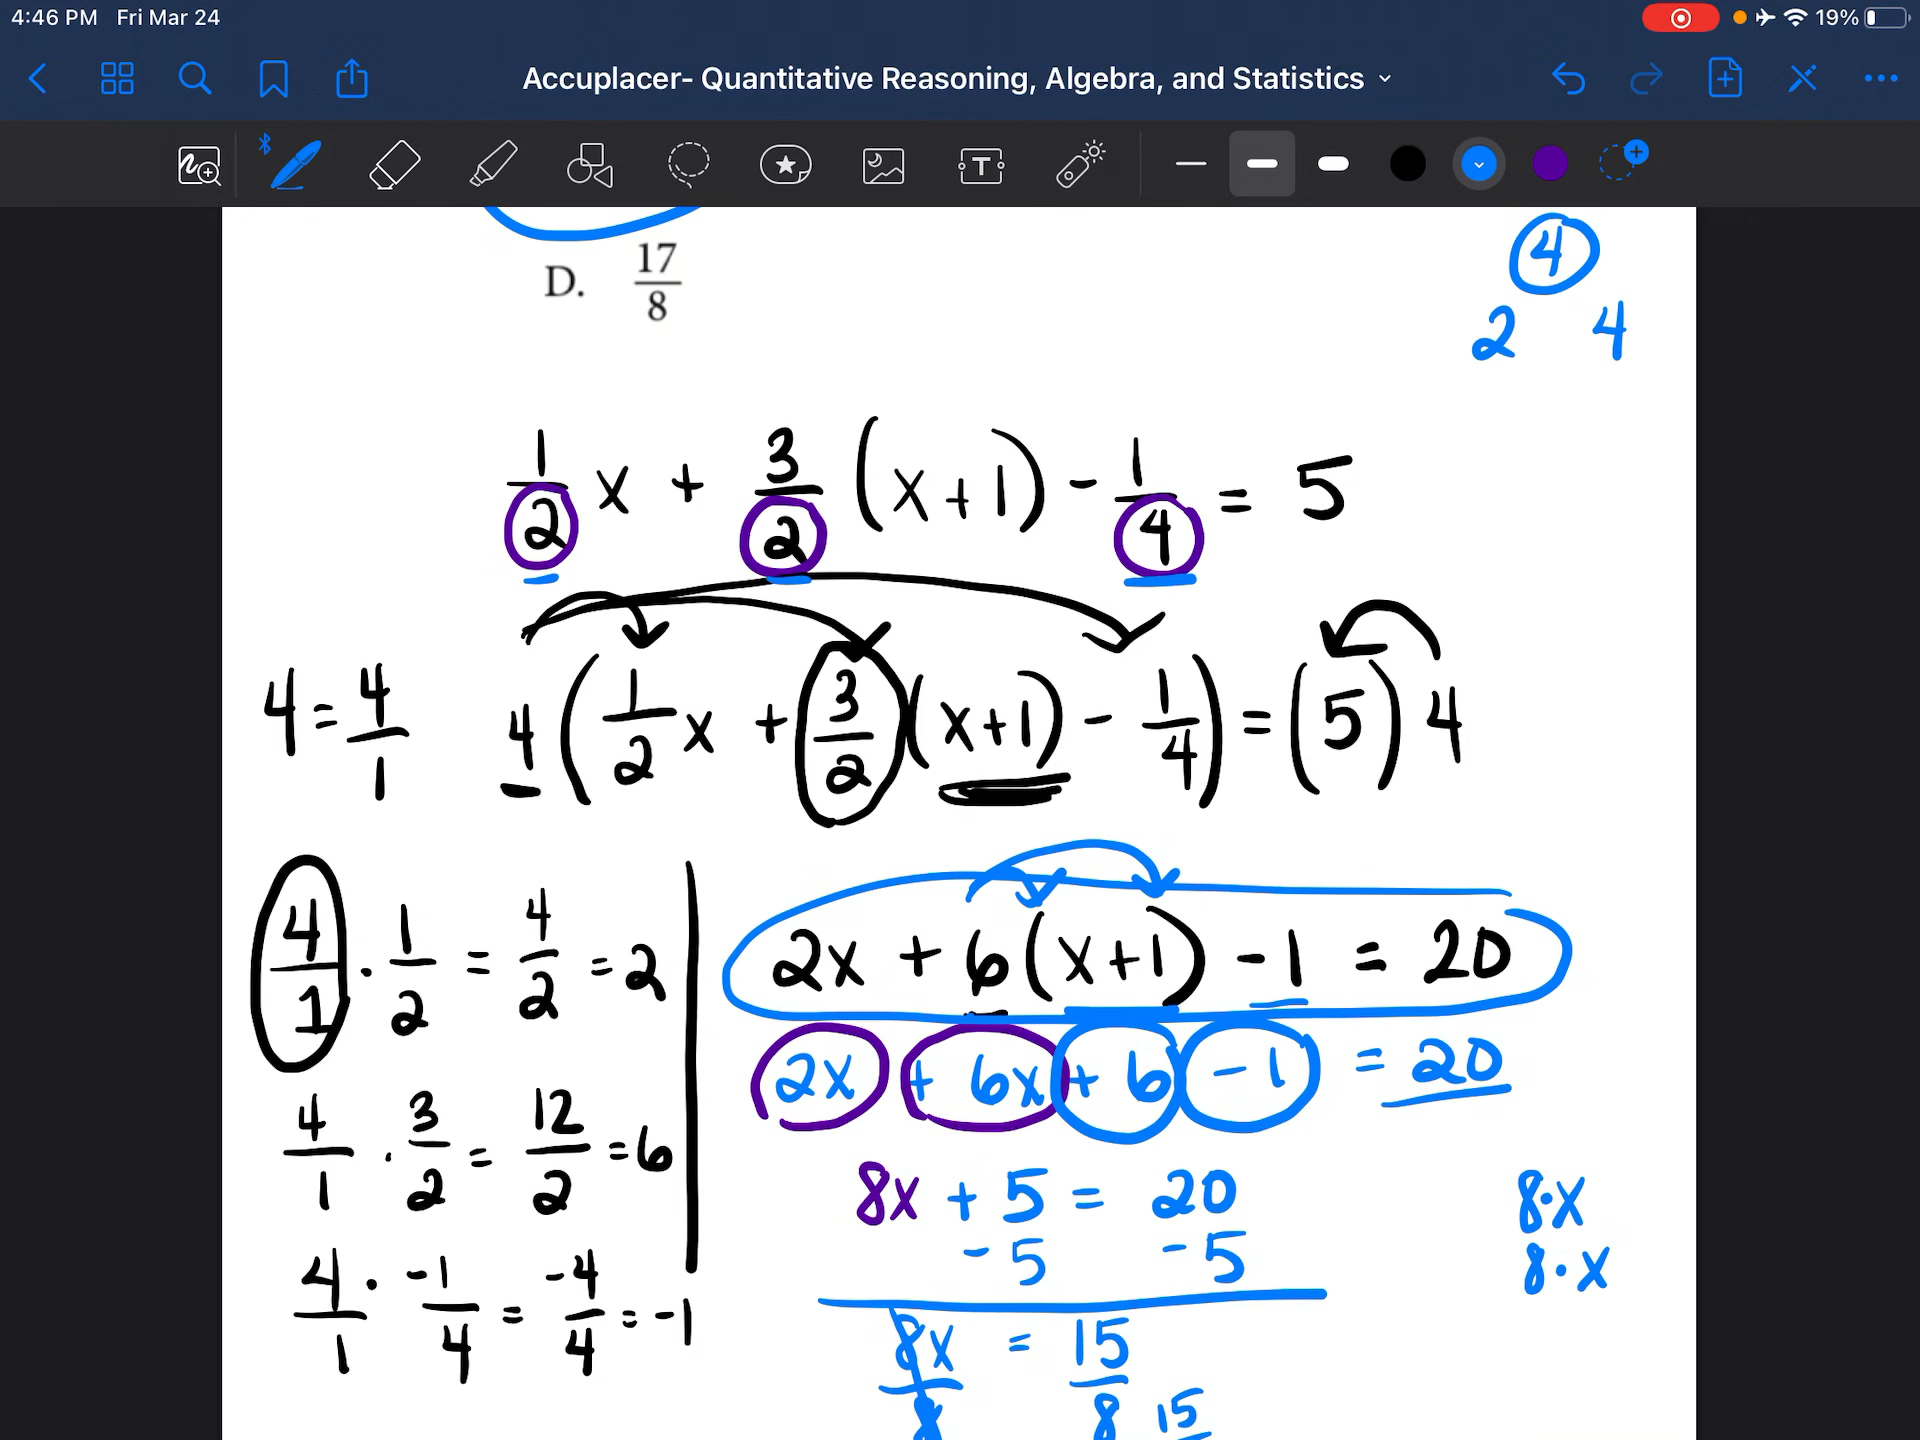 4:46 PM Fri Mar 24 19%
Accuplacer- Quantitative Reasoning, Algebra, and Statistics
T
D. 17/8
4
2 4
1/2 x + 3/2 (x+1) - 1/4 = 5
4 = 4/1 4(1/2 x + 3/2 (x+1) - 1/4) = (5) 4
4/1 · 1/2 = 4/2 = 2
4/1 · 3/2 = 12/2 = 6
4/1 · -1/4 = -4/4 = -1
2x + 6(x+1) - 1 = 20
2x + 6x + 6 - 1 = 20
8x + 5 = 20
- 5 - 5
8x/8 = 15/8 15
8·x
8·x